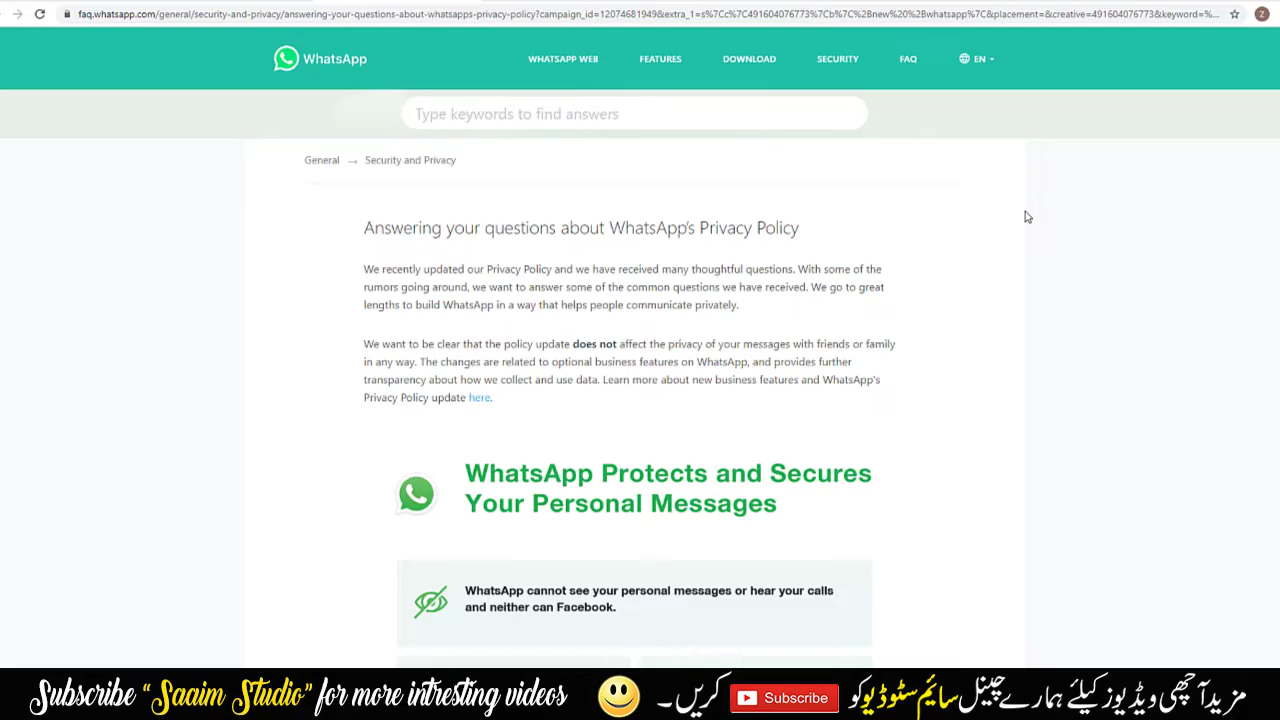 faq.whatsapp.com/general/security-and-privacy/answering-your-questions-about-whatsapps-privacy-policy?campaign_id=12074681949&extra_1=s%7Cc%7C491604076773%7Cb%7C%2Bnew%20%2Bwhatsapp%7C&placement=&creative=491604076773&keyword=%...
Z
WhatsApp WHATSAPP WEB FEATURES DOWNLOAD SECURITY FAQ EN
Type keywords to find answers
General → Security and Privacy
Answering your questions about WhatsApp's Privacy Policy
We recently updated our Privacy Policy and we have received many thoughtful questions. With some of the
rumors going around, we want to answer some of the common questions we have received. We go to great
lengths to build WhatsApp in a way that helps people communicate privately.
We want to be clear that the policy update does not affect the privacy of your messages with friends or family
in any way. The changes are related to optional business features on WhatsApp, and provides further
transparency about how we collect and use data. Learn more about new business features and WhatsApp's
Privacy Policy update here.
WhatsApp Protects and Secures
Your Personal Messages
WhatsApp cannot see your personal messages or hear your calls
and neither can Facebook.
Subscribe “Saaim Studio” for more intresting videos
مزید اچھی ویڈیوز کیلئے ہمارے چینل سائیم سٹوڈیو کو Subscribe کریں۔